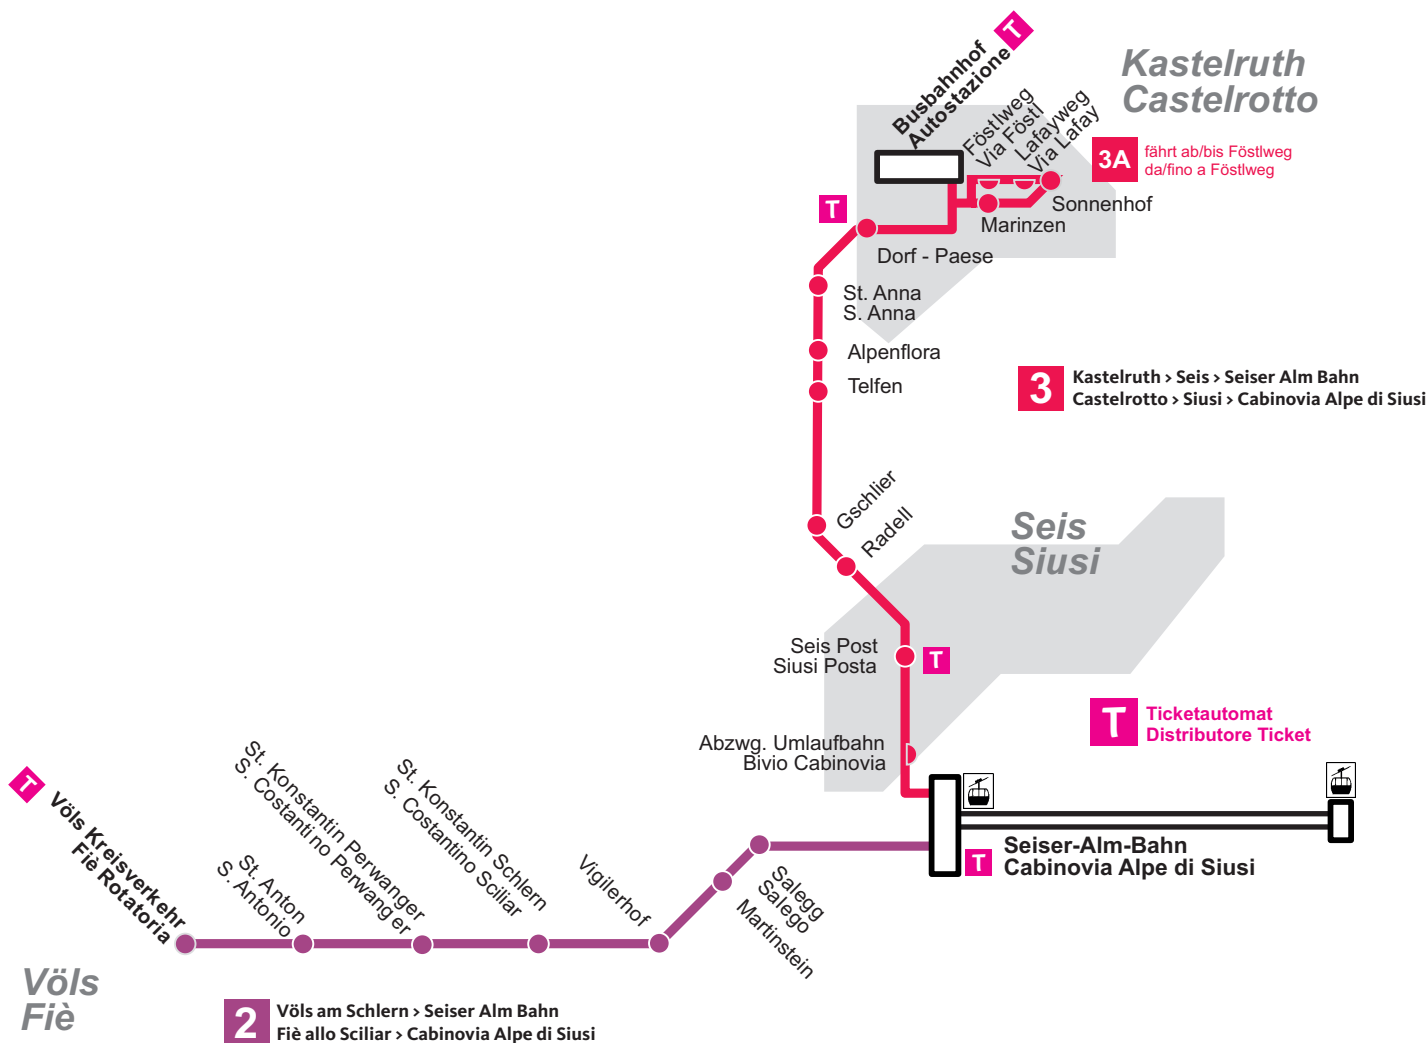 T
Busbahnhof
Autostazione
Kastelruth
Castelrotto
Föstlweg
Via Föstl
Lafayweg
Via Lafay
3A
fährt ab/bis Föstlweg
da/fino a Föstlweg
T
Sonnenhof
Marinzen
Dorf - Paese
St. Anna
S. Anna
Alpenflora
Telfen
3
Kastelruth › Seis › Seiser Alm Bahn
Castelrotto › Siusi › Cabinovia Alpe di Siusi
Gschlier
Radell
Seis
Siusi
Seis Post
Siusi Posta
T
T
Ticketautomat
Distributore Ticket
Abzwg. Umlaufbahn
Bivio Cabinovia
T
Seiser-Alm-Bahn
Cabinovia Alpe di Siusi
T
Völs Kreisverkehr
Fiè Rotatoria
St. Anton
S. Antonio
St. Konstantin Perwanger
S. Costantino Perwanger
St. Konstantin Schlern
S. Costantino Sciliar
Vigilerhof
Salegg
Salego
Martinstein
Völs
Fiè
2
Völs am Schlern › Seiser Alm Bahn
Fiè allo Sciliar › Cabinovia Alpe di Siusi